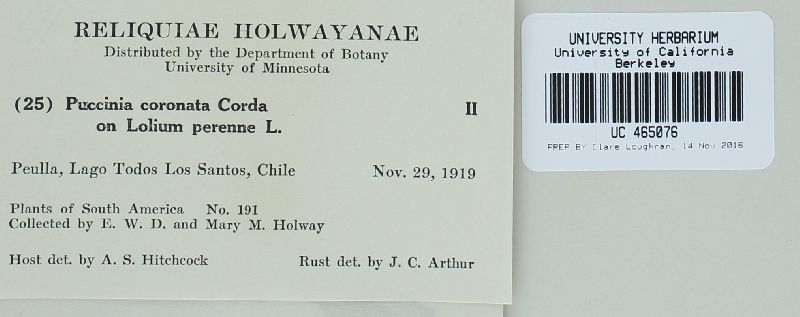 RELIQUIAE HOLWAYANAE
Distributed by the Department of Botany
University of Minnesota
(25) Puccinia coronata Corda II
on Lolium perenne L.
Peulla, Lago Todos Los Santos, Chile Nov. 29, 1919
Plants of South America No. 191
Collected by E. W. D. and Mary M. Holway
Host det. by A. S. Hitchcock Rust det. by J. C. Arthur
UNIVERSITY HERBARIUM
University of California
Berkeley
UC 465076
PREP BY Clare Loughran, 14 Nov 2016